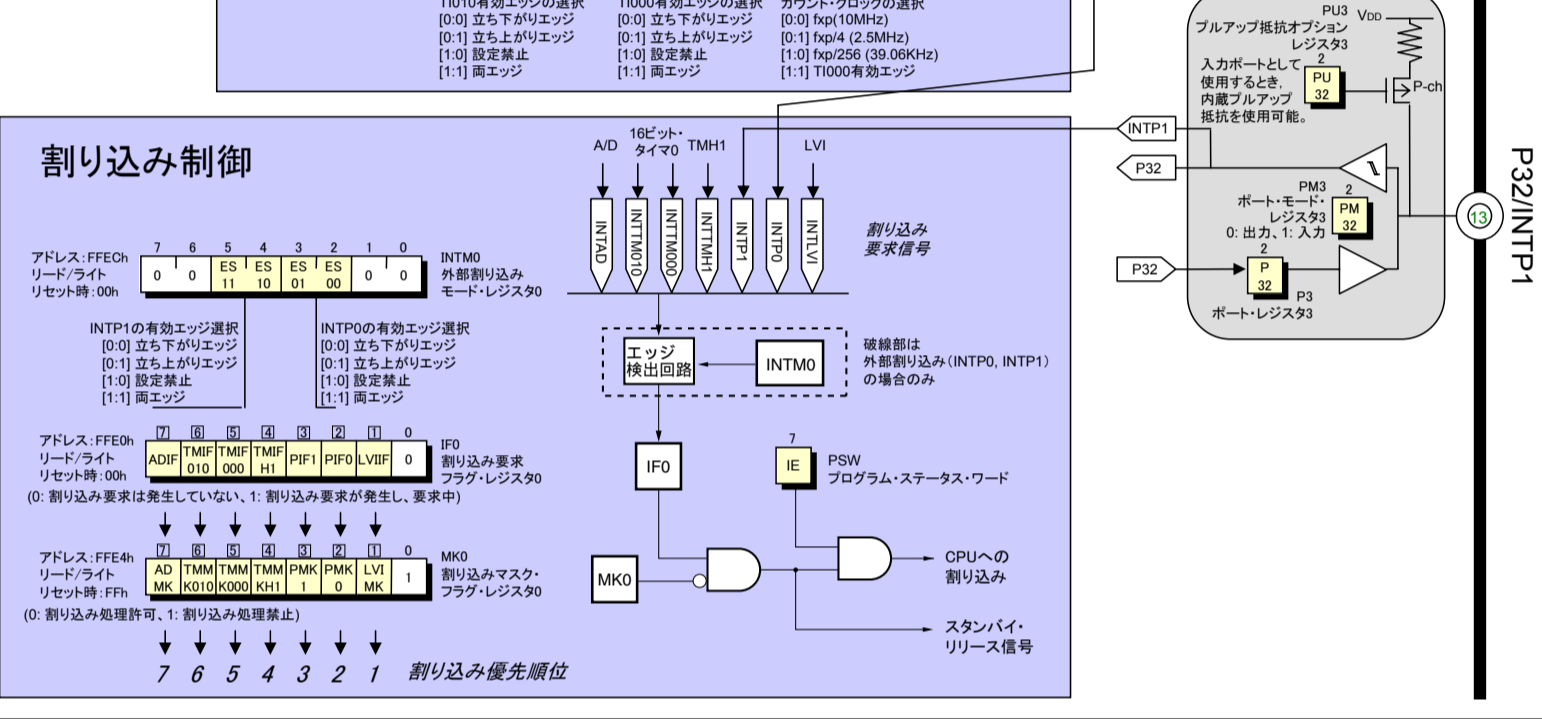 TI010有効エッジの選択
[0:0] 立ち下がりエッジ
[0:1] 立ち上がりエッジ
[1:0] 設定禁止
[1:1] 両エッジ
TI000有効エッジの選択
[0:0] 立ち下がりエッジ
[0:1] 立ち上がりエッジ
[1:0] 設定禁止
[1:1] 両エッジ
カウント・クロックの選択
[0:0] fxp(10MHz)
[0:1] fxp/4 (2.5MHz)
[1:0] fxp/256 (39.06KHz)
[1:1] TI000有効エッジ
割り込み制御
A/D
16ビット・
タイマ0
TMH1
LVI
INTAD
INTTM010
INTTM000
INTTMH1
INTP1
INTP0
INTLVI
割り込み
要求信号
7 6 5 4 3 2 1 0
アドレス:FFECh
リード/ライト
リセット時:00h
0 0 ES11 ES10 ES01 ES00 0 0
INTM0
外部割り込み
モード・レジスタ0
INTP1の有効エッジ選択
[0:0] 立ち下がりエッジ
[0:1] 立ち上がりエッジ
[1:0] 設定禁止
[1:1] 両エッジ
INTP0の有効エッジ選択
[0:0] 立ち下がりエッジ
[0:1] 立ち上がりエッジ
[1:0] 設定禁止
[1:1] 両エッジ
エッジ
検出回路
INTM0
破線部は
外部割り込み(INTP0, INTP1)
の場合のみ
7 6 5 4 3 2 1 0
アドレス:FFE0h
リード/ライト
リセット時:00h
ADIF TMIF010 TMIF000 TMIFH1 PIF1 PIF0 LVIIF 0
IF0
割り込み要求
フラグ・レジスタ0
(0: 割り込み要求は発生していない、1: 割り込み要求が発生し、要求中)
IF0
7
IE
PSW
プログラム・ステータス・ワード
7 6 5 4 3 2 1 0
アドレス:FFE4h
リード/ライト
リセット時:FFh
ADMK TMMK010 TMMK000 TMMKH1 PMK1 PMK0 LVIMK 1
MK0
割り込みマスク・
フラグ・レジスタ0
(0: 割り込み処理許可、1: 割り込み処理禁止)
MK0
CPUへの
割り込み
スタンバイ・
リリース信号
7 6 5 4 3 2 1 割り込み優先順位
PU3
プルアップ抵抗オプション
レジスタ3
VDD
入力ポートとして
使用するとき,
内蔵プルアップ
抵抗を使用可能。
2
PU
32
P-ch
INTP1
P32
PM3
ポート・モード・
レジスタ3
0: 出力、1: 入力
2
PM
32
P32
2
P
32
P3
ポート・レジスタ3
13
P32/INTP1